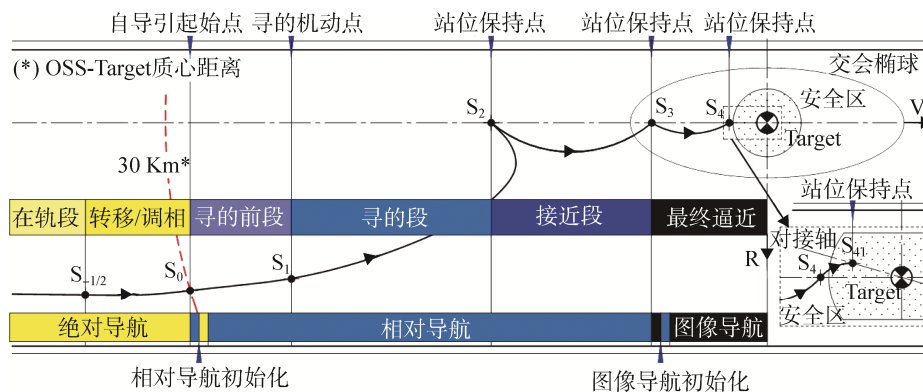 自导引起始点
寻的机动点
站位保持点
站位保持点
站位保持点
(*) OSS-Target质心距离
交会椭球
安全区
S₂
S₃
S₄
V
Target
30 Km*
站位保持点
在轨段
转移/调相
寻的前段
寻的段
接近段
最终逼近
对接轴
R
S₋₁/₂
S₀
S₁
S₄
S₄₁
Target
安全区
绝对导航
相对导航
图像导航
相对导航初始化
图像导航初始化